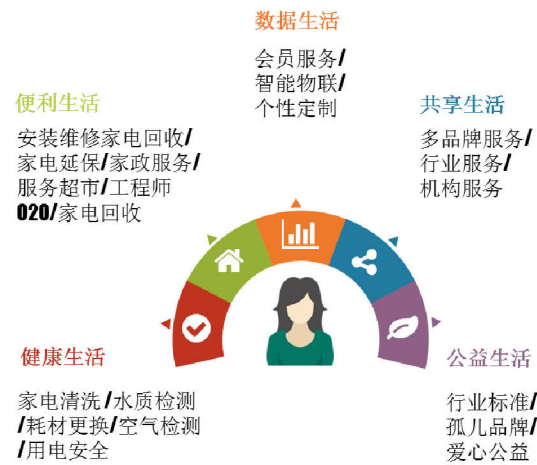 数据生活
会员服务/
智能物联/
个性定制
便利生活
安装维修家电回收/
家电延保/家政服务/
服务超市/工程师
020/家电回收
共享生活
多品牌服务/
行业服务/
机构服务
健康生活
家电清洗/水质检测
/耗材更换/空气检测
/用电安全
公益生活
行业标准/
孤儿品牌/
爱心公益